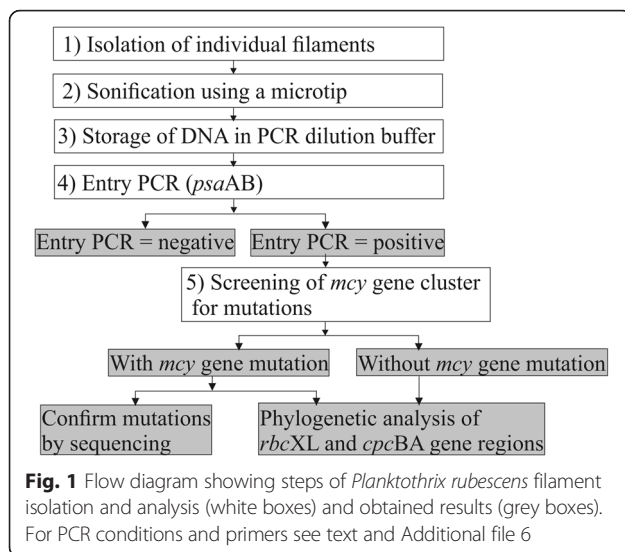 1) Isolation of individual filaments
2) Sonification using a microtip
3) Storage of DNA in PCR dilution buffer
4) Entry PCR (psaAB)
Entry PCR = negative
Entry PCR = positive
5) Screening of mcy gene cluster
for mutations
With mcy gene mutation
Without mcy gene mutation
Confirm mutations
by sequencing
Phylogenetic analysis of
rbcXL and cpcBA gene regions
Fig. 1 Flow diagram showing steps of Planktothrix rubescens filament
isolation and analysis (white boxes) and obtained results (grey boxes).
For PCR conditions and primers see text and Additional file 6